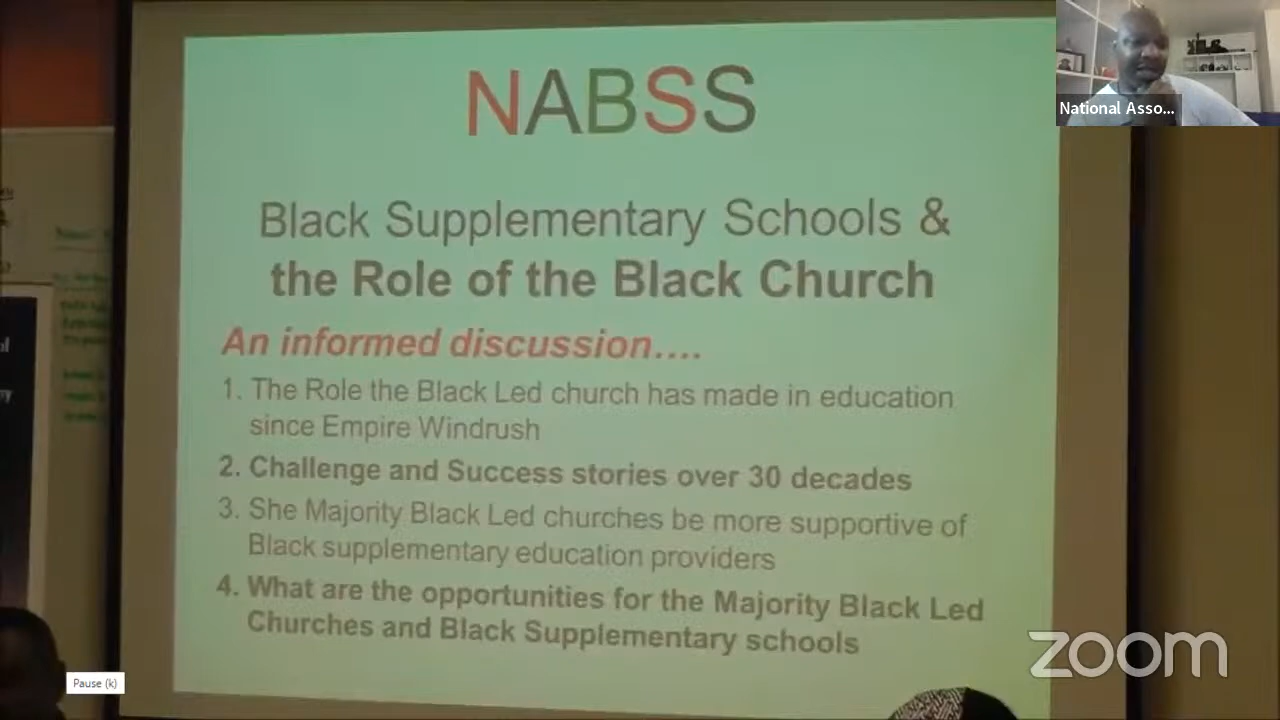 NABSS
National Asso...
Black Supplementary Schools &
the Role of the Black Church
An informed discussion....
1. The Role the Black Led church has made in education
since Empire Windrush
2. Challenge and Success stories over 30 decades
3. She Majority Black Led churches be more supportive of
Black supplementary education providers
4. What are the opportunities for the Majority Black Led
Churches and Black Supplementary schools
zoom
Pause (k)